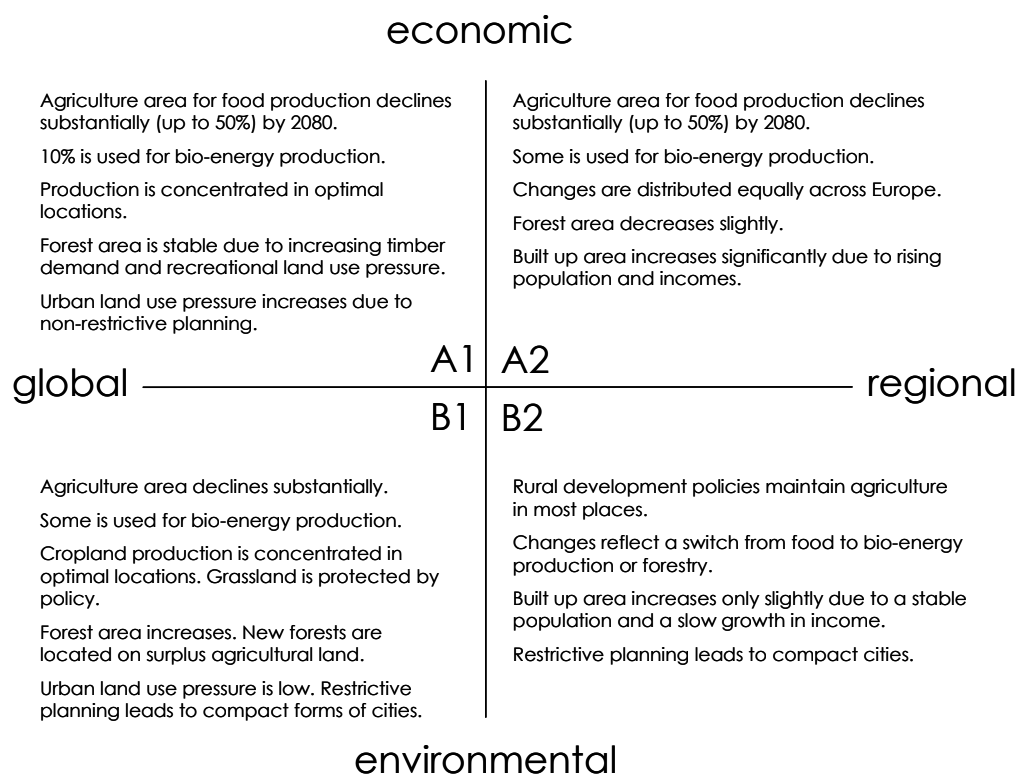 economic
Agriculture area for food production declines
substantially (up to 50%) by 2080.
10% is used for bio-energy production.
Production is concentrated in optimal
locations.
Forest area is stable due to increasing timber
demand and recreational land use pressure.
Urban land use pressure increases due to
non-restrictive planning.
Agriculture area for food production declines
substantially (up to 50%) by 2080.
Some is used for bio-energy production.
Changes are distributed equally across Europe.
Forest area decreases slightly.
Built up area increases significantly due to rising
population and incomes.
A1 A2
global
regional
B1 B2
Agriculture area declines substantially.
Some is used for bio-energy production.
Cropland production is concentrated in
optimal locations. Grassland is protected by
policy.
Forest area increases. New forests are
located on surplus agricultural land.
Urban land use pressure is low. Restrictive
planning leads to compact forms of cities.
Rural development policies maintain agriculture
in most places.
Changes reflect a switch from food to bio-energy
production or forestry.
Built up area increases only slightly due to a stable
population and a slow growth in income.
Restrictive planning leads to compact cities.
environmental